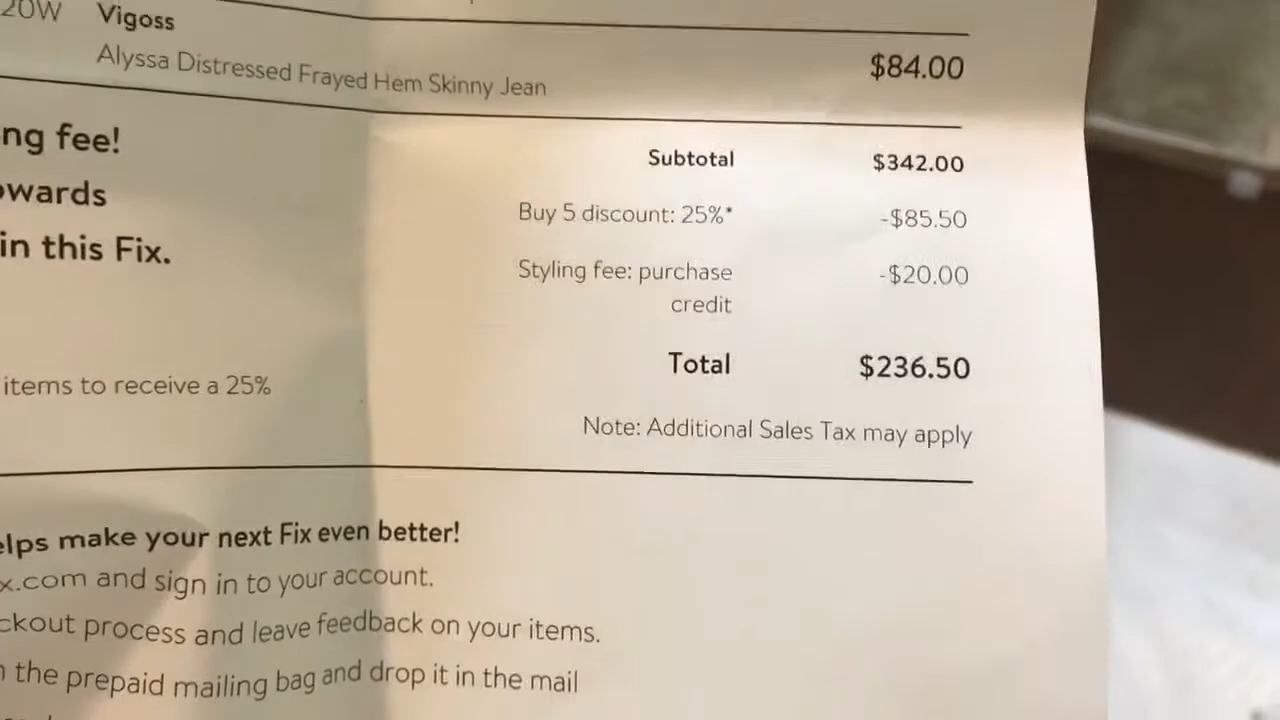 20W Vigoss
Alyssa Distressed Frayed Hem Skinny Jean $84.00
ng fee!
Subtotal $342.00
owards
Buy 5 discount: 25%* -$85.50
in this Fix.
Styling fee: purchase credit -$20.00
Total $236.50
items to receive a 25%
Note: Additional Sales Tax may apply
elps make your next Fix even better!
x.com and sign in to your account.
ckout process and leave feedback on your items.
n the prepaid mailing bag and drop it in the mail